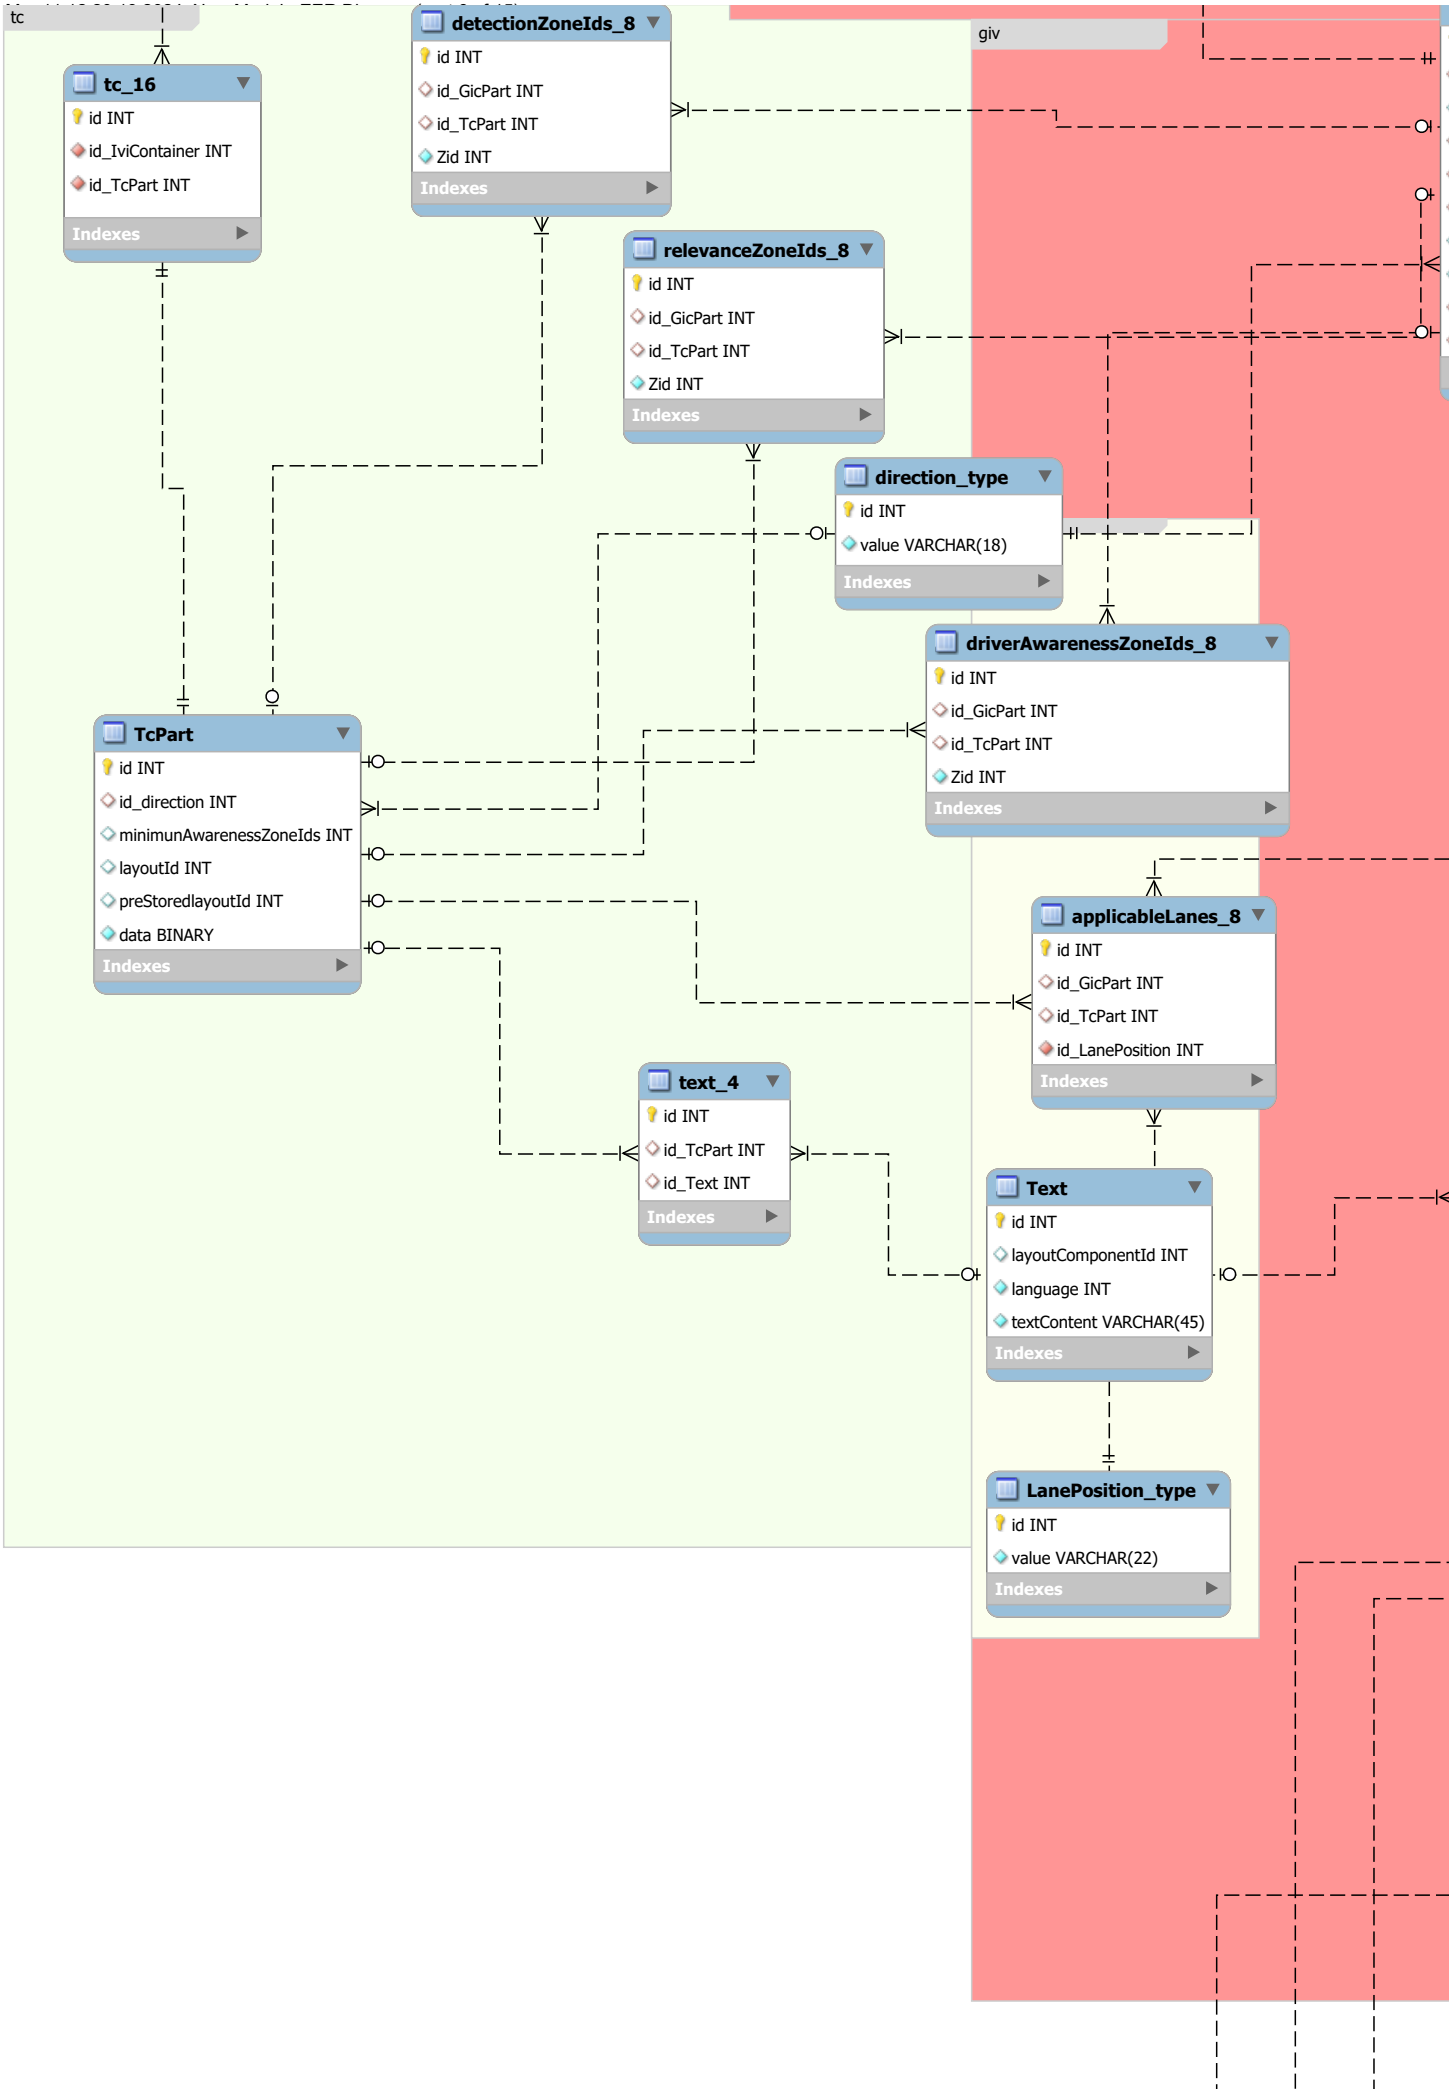 tc
detectionZoneIds_8
id INT
id_GicPart INT
id_TcPart INT
Zid INT
Indexes
giv
tc_16
id INT
id_IviContainer INT
id_TcPart INT
Indexes
relevanceZoneIds_8
id INT
id_GicPart INT
id_TcPart INT
Zid INT
Indexes
direction_type
id INT
value VARCHAR(18)
Indexes
driverAwarenessZoneIds_8
id INT
id_GicPart INT
id_TcPart INT
Zid INT
Indexes
TcPart
id INT
id_direction INT
minimunAwarenessZoneIds INT
layoutId INT
preStoredlayoutId INT
data BINARY
Indexes
applicableLanes_8
id INT
id_GicPart INT
id_TcPart INT
id_LanePosition INT
Indexes
text_4
id INT
id_TcPart INT
id_Text INT
Indexes
Text
id INT
layoutComponentId INT
language INT
textContent VARCHAR(45)
Indexes
LanePosition_type
id INT
value VARCHAR(22)
Indexes